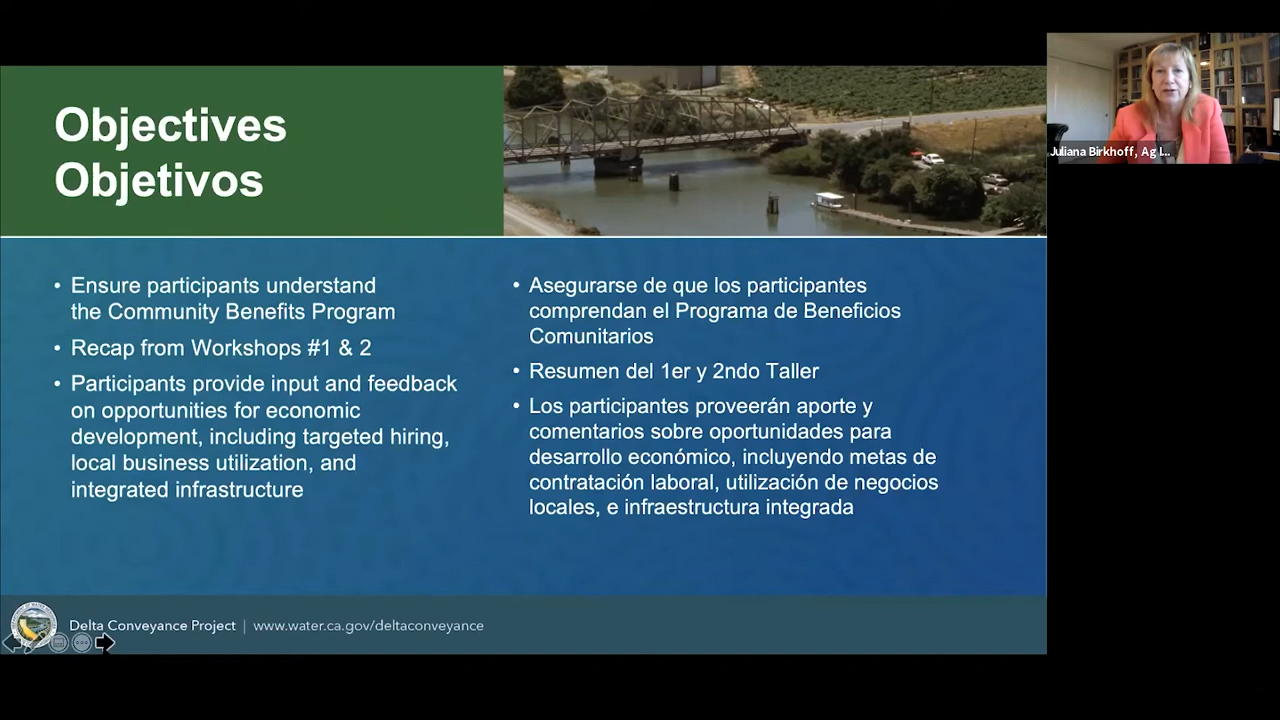 Objectives
Objetivos
• Ensure participants understand
the Community Benefits Program
• Recap from Workshops #1 & 2
• Participants provide input and feedback
on opportunities for economic
development, including targeted hiring,
local business utilization, and
integrated infrastructure
• Asegurarse de que los participantes
comprendan el Programa de Beneficios
Comunitarios
• Resumen del 1er y 2ndo Taller
• Los participantes proveerán aporte y
comentarios sobre oportunidades para
desarrollo económico, incluyendo metas de
contratación laboral, utilización de negocios
locales, e infraestructura integrada
Juliana Birkhoff, Ag I...
Delta Conveyance Project | www.water.ca.gov/deltaconveyance